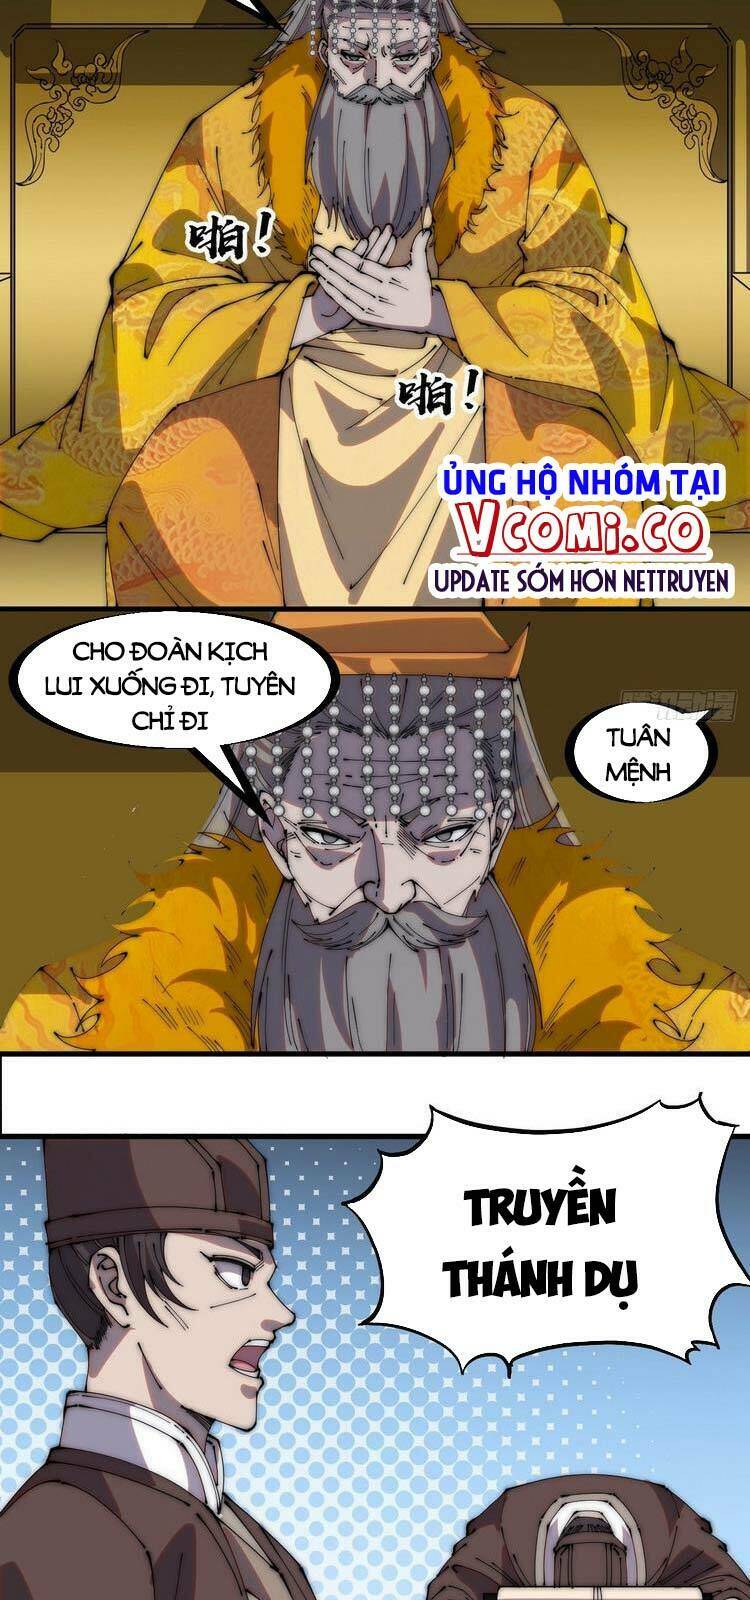 啪!
啪!
ỦNG HỘ NHÓM TẠI
VCOMI.CO
UPDATE SỚM HƠN NETTRUYEN
CHO ĐOÀN KỊCH
LUI XUỐNG ĐI, TUYÊN
CHỈ ĐI
TUÂN
MỆNH
TRUYỀN
THÁNH DỤ